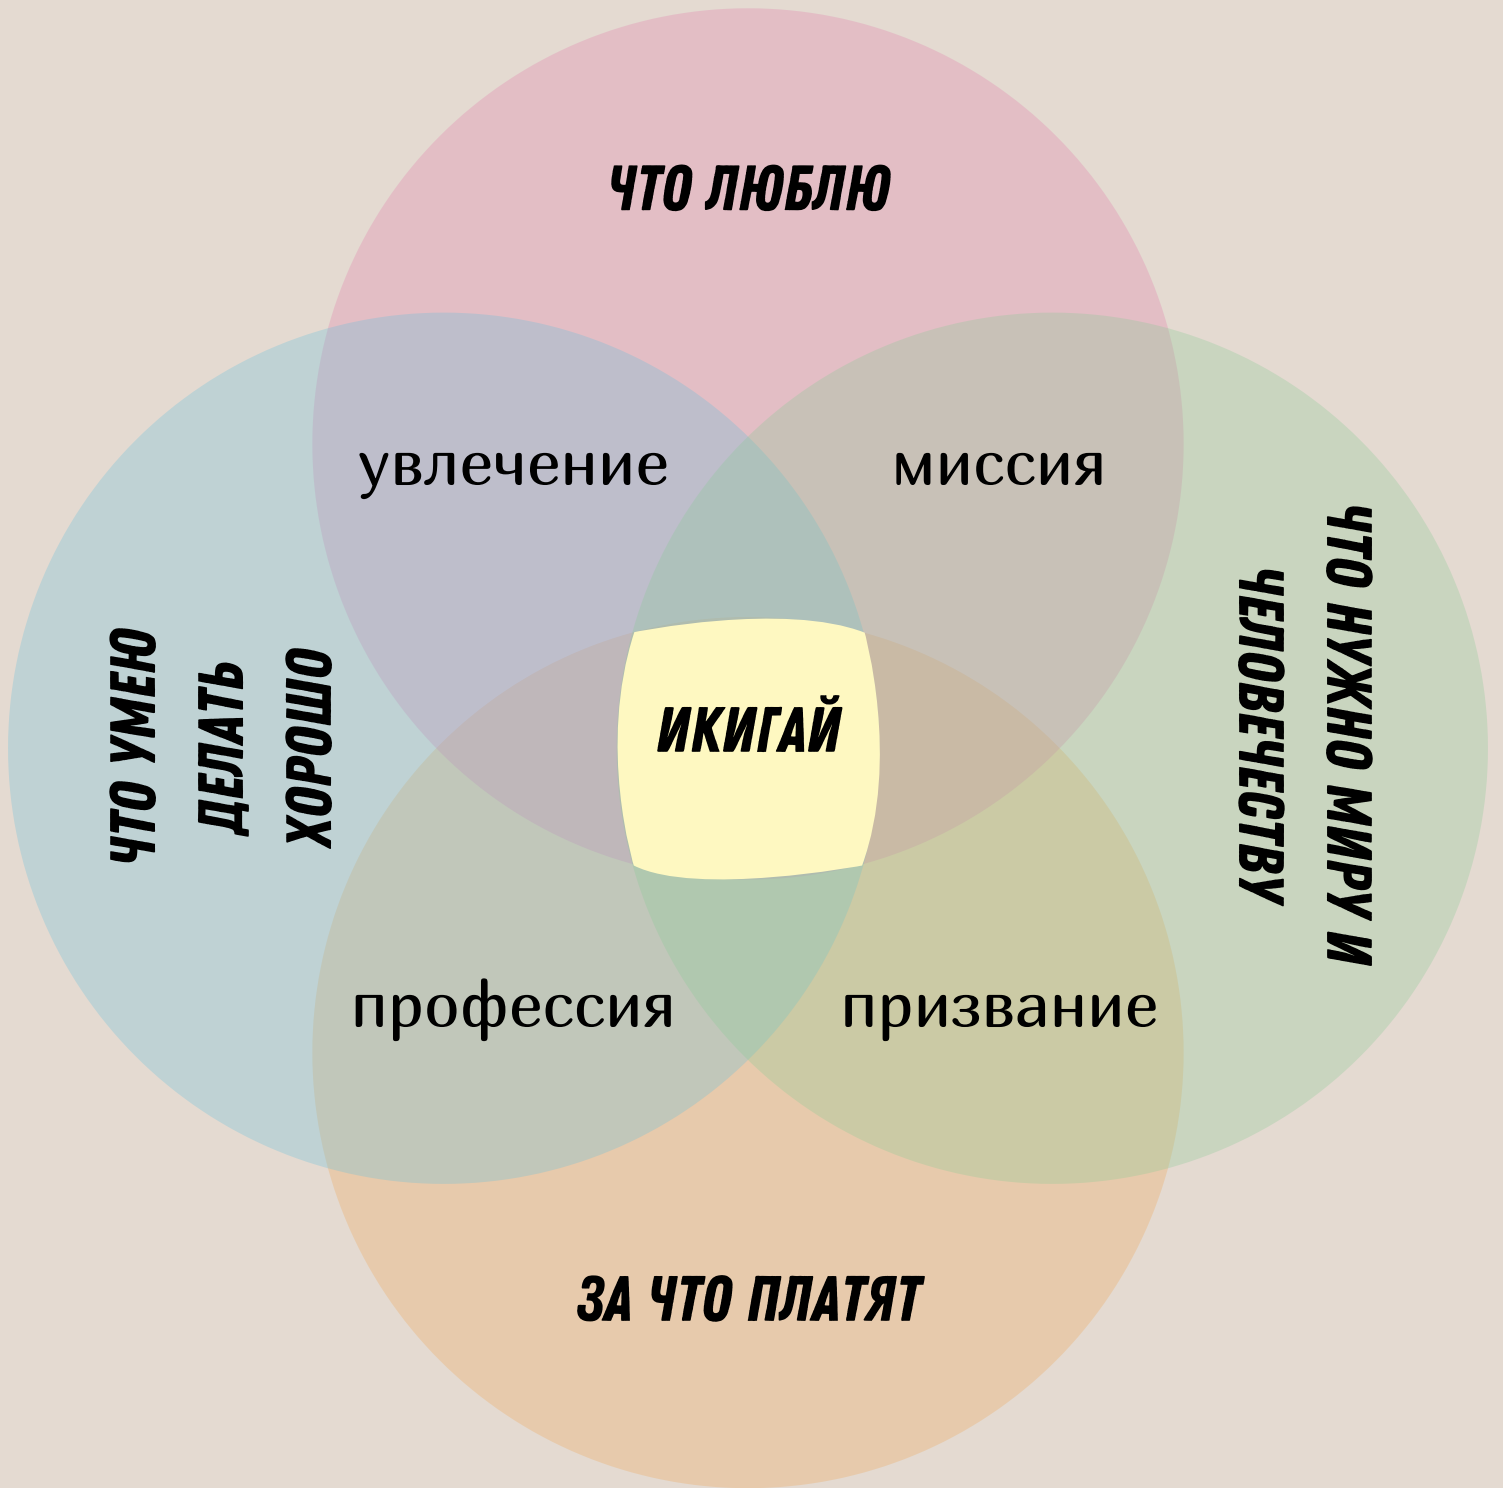 ЧТО ЛЮБЛЮ
увлечение
миссия
ЧТО УМЕЮ
ДЕЛАТЬ
ХОРОШО
ИКИГАЙ
ЧТО НУЖНО МИРУ И
ЧЕЛОВЕЧЕСТВУ
профессия
призвание
ЗА ЧТО ПЛАТЯТ